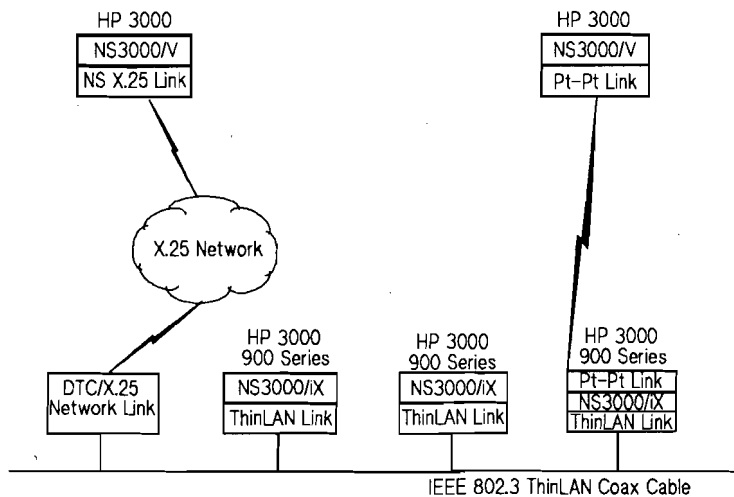 HP 3000
NS3000/V
NS X.25 Link
HP 3000
NS3000/V
Pt-Pt Link
X.25 Network
DTC/X.25
Network Link
HP 3000
900 Series
NS3000/iX
ThinLAN Link
HP 3000
900 Series
NS3000/iX
ThinLAN Link
HP 3000
900 Series
Pt-Pt Link
NS3000/iX
ThinLAN Link
IEEE 802.3 ThinLAN Coax Cable